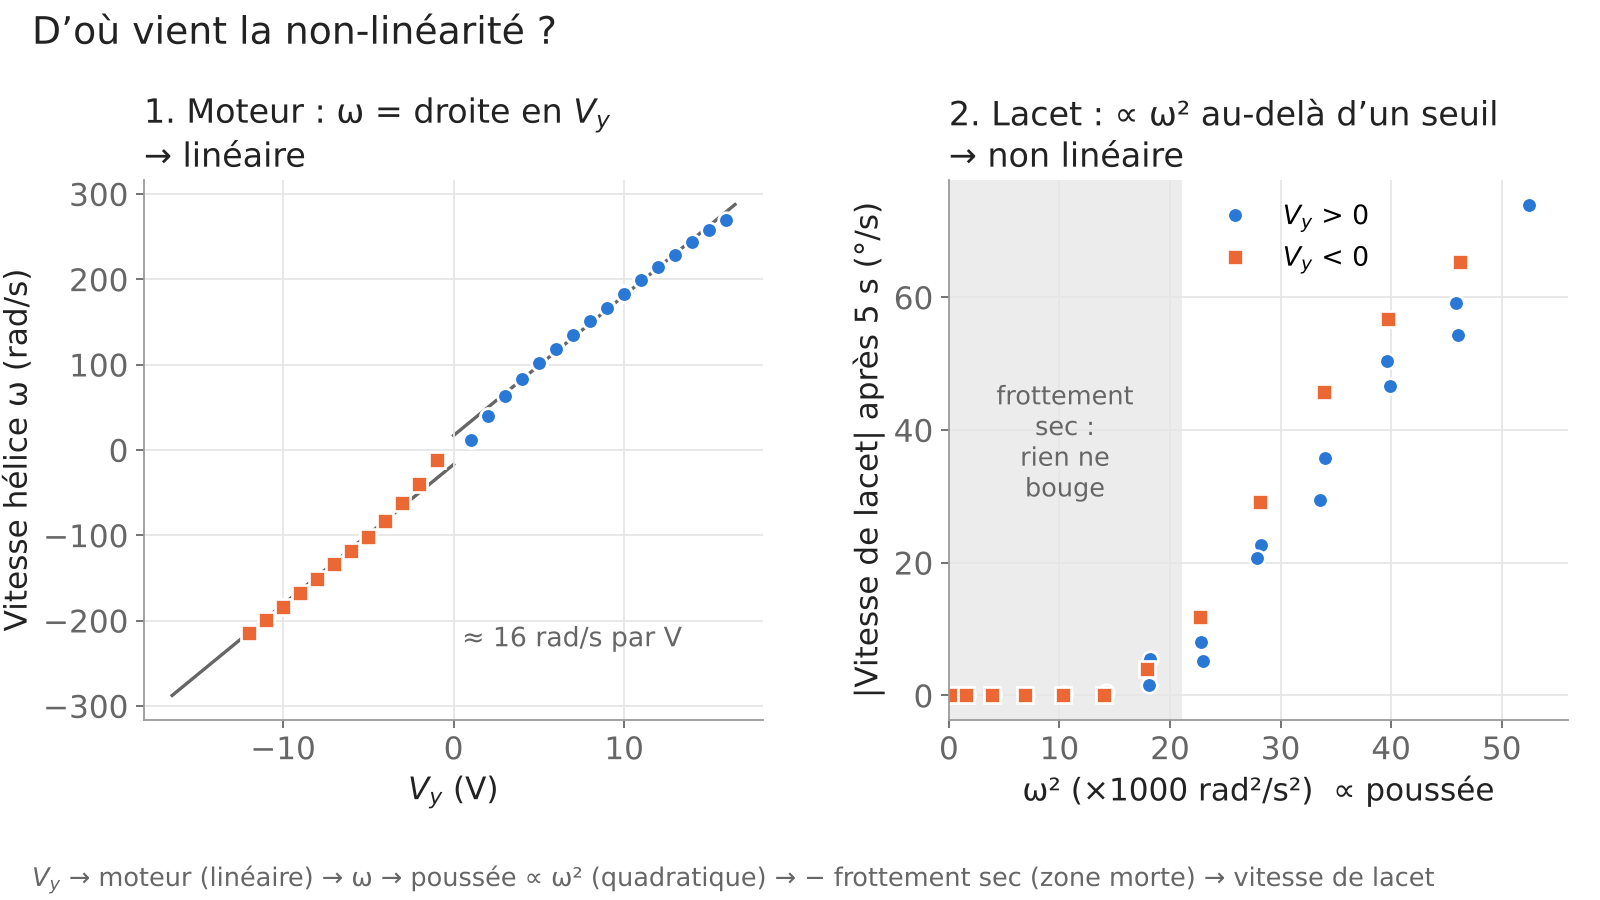 D’où vient la non-linéarité ?
1. Moteur : ω = droite en Vy
→ linéaire
Vitesse hélice ω (rad/s)
300
200
100
0
−100
−200
−300
≈ 16 rad/s par V
−10
0
10
Vy (V)
2. Lacet : ∝ ω² au-delà d’un seuil
→ non linéaire
|Vitesse de lacet| après 5 s (°/s)
60
40
20
0
Vy > 0
Vy < 0
frottement
sec :
rien ne
bouge
0
10
20
30
40
50
ω² (×1000 rad²/s²) ∝ poussée
Vy → moteur (linéaire) → ω → poussée ∝ ω² (quadratique) → − frottement sec (zone morte) → vitesse de lacet